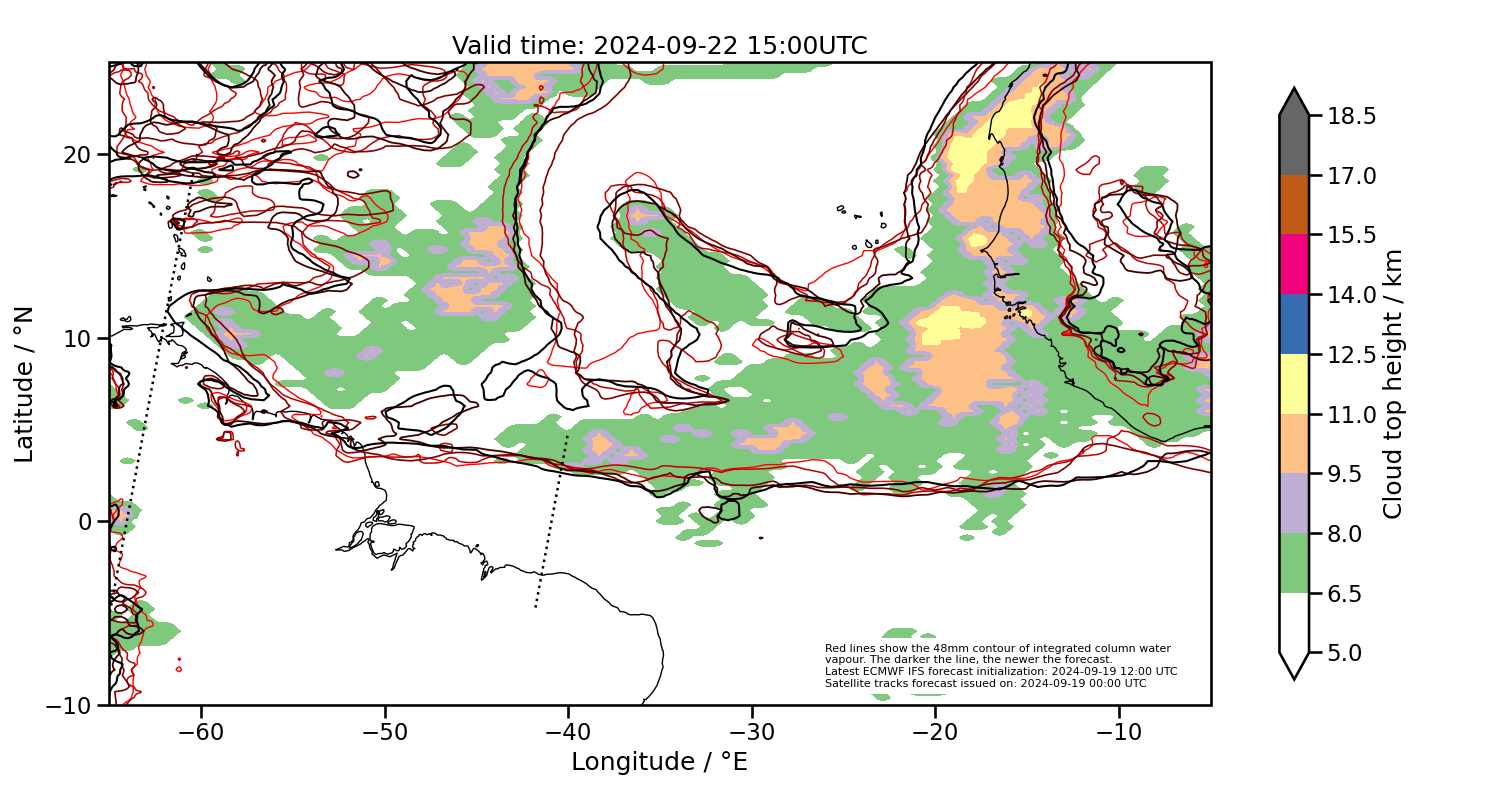 Valid time: 2024-09-22 15:00UTC
Latitude / °N
20
10
0
−10
−60
−50
−40
−30
−20
−10
Longitude / °E
Red lines show the 48mm contour of integrated column water
vapour. The darker the line, the newer the forecast.
Latest ECMWF IFS forecast initialization: 2024-09-19 12:00 UTC
Satellite tracks forecast issued on: 2024-09-19 00:00 UTC
18.5
17.0
15.5
14.0
12.5
11.0
9.5
8.0
6.5
5.0
Cloud top height / km